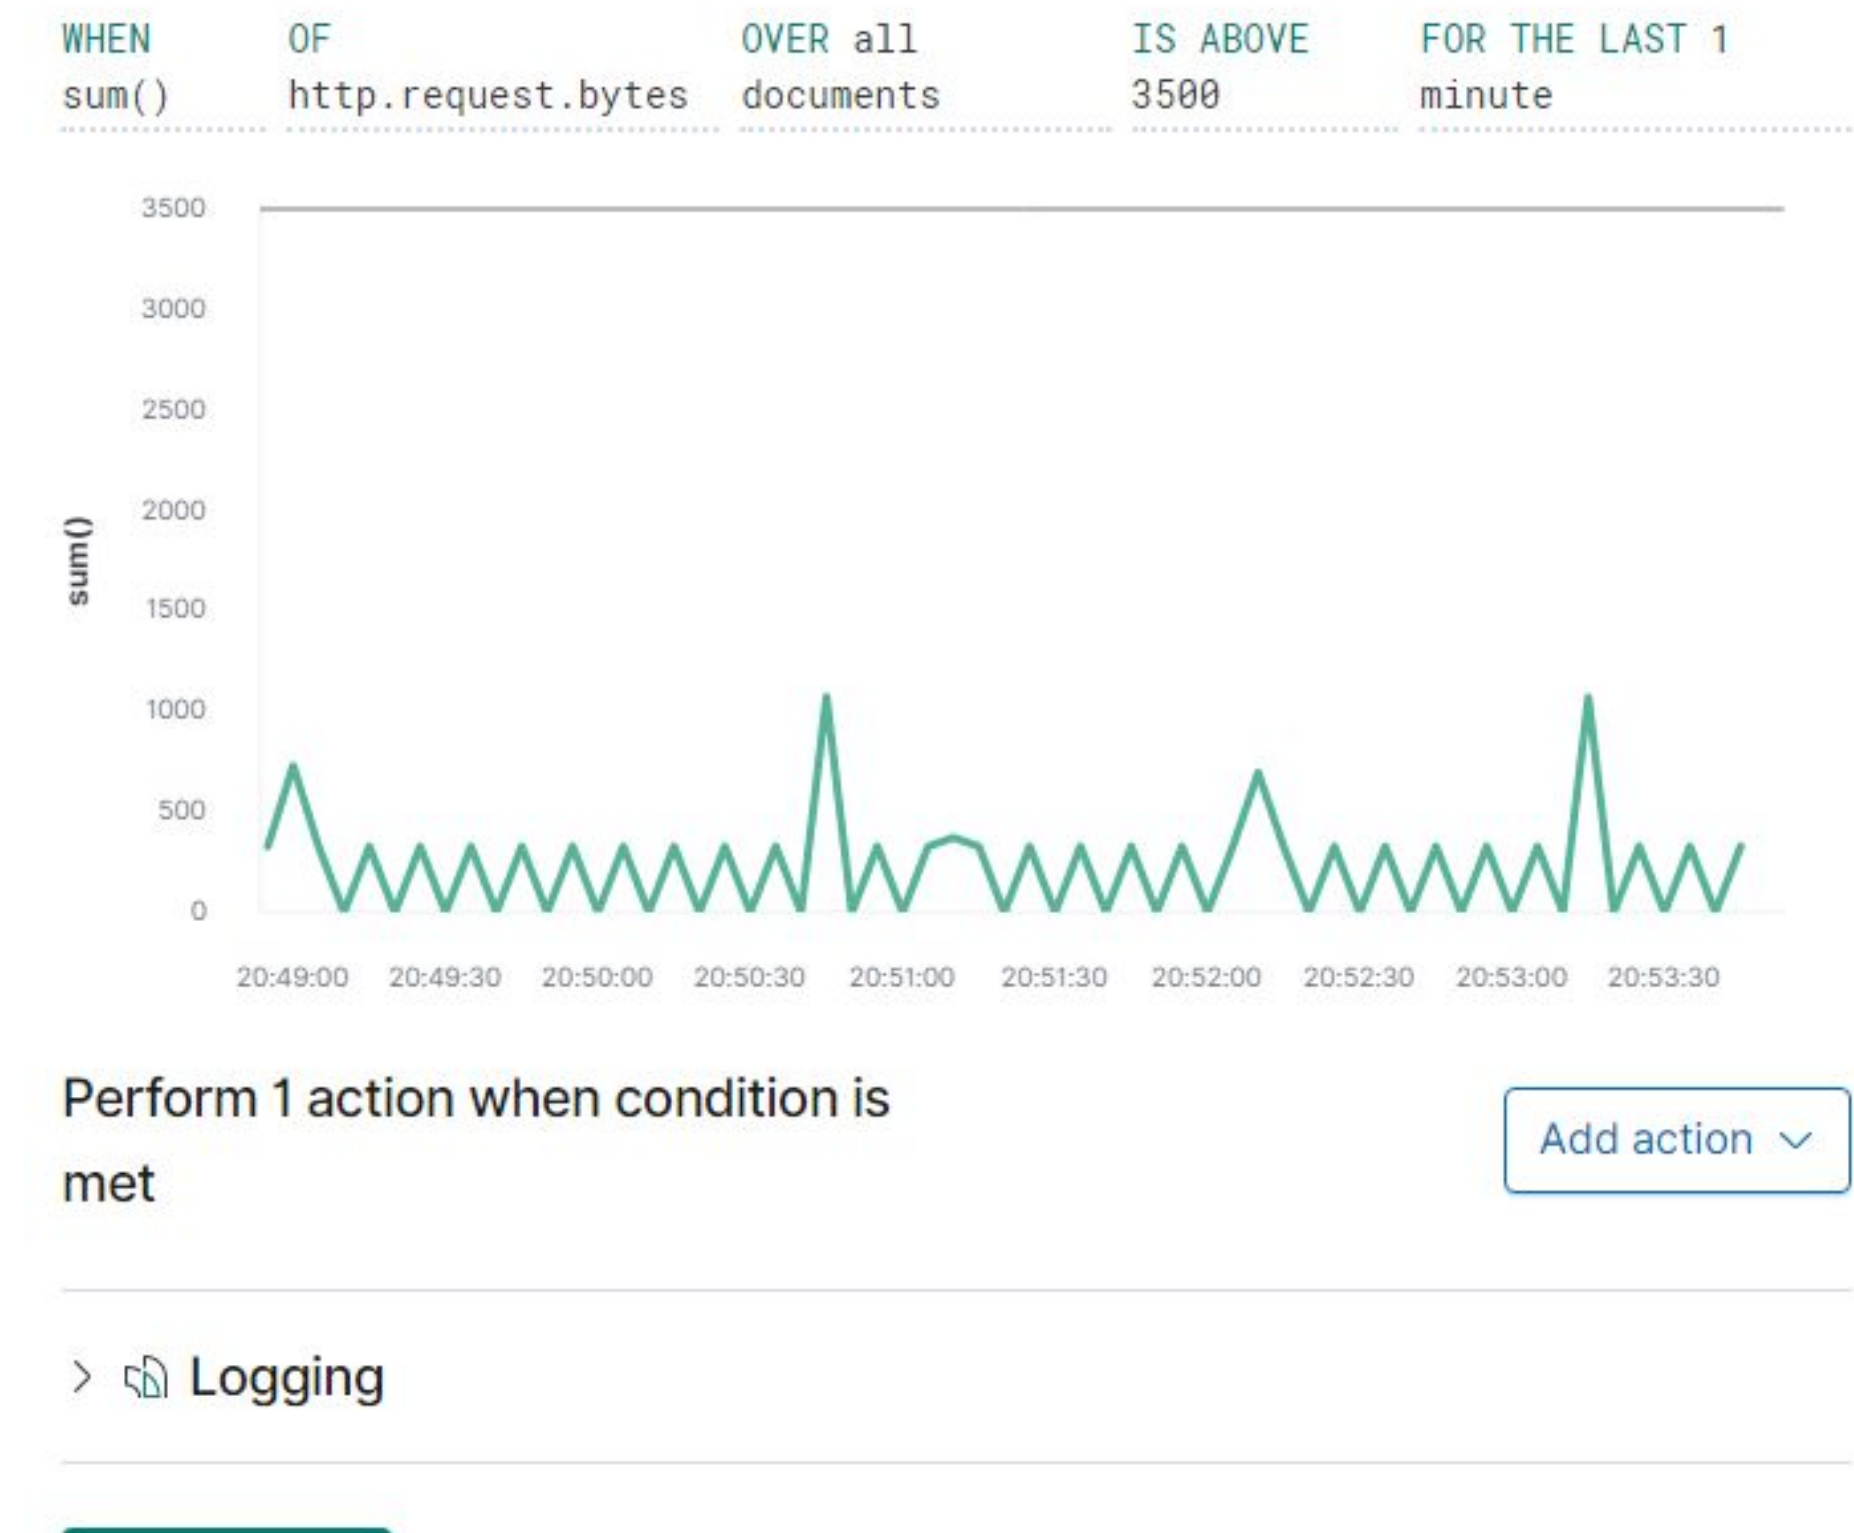 WHEN sum()
OF http.request.bytes
OVER all documents
IS ABOVE 3500
FOR THE LAST 1 minute
3500
3000
2500
2000
1500
1000
500
0
sum()
20:49:00 20:49:30 20:50:00 20:50:30 20:51:00 20:51:30 20:52:00 20:52:30 20:53:00 20:53:30
Perform 1 action when condition is
met
Add action
Logging